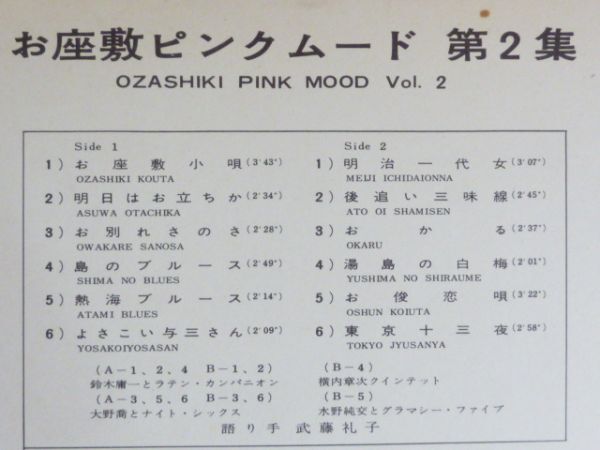 お座敷ピンクムード 第2集
OZASHIKI PINK MOOD Vol. 2
Side 1
1) お座敷小唄 (3'43")
OZASHIKI KOUTA
2) 明日はお立ちか (2'34")
ASUWA OTACHIKA
3) お別れさのさ (2'28")
OWAKARE SANOSA
4) 島のブルース (2'49")
SHIMA NO BLUES
5) 熱海ブルース (2'14")
ATAMI BLUES
6) よさこい与三さん (2'09")
YOSAKOIYOSASAN
(A-1、2、4 B-1、2)
鈴木庸一とラテン・カンパニオン
(A-3、5、6 B-3、6)
大野喬とナイト・シックス
Side 2
1) 明治一代女 (3'07")
MEIJI ICHIDAIONNA
2) 後追い三味線 (2'45")
ATO OI SHAMISEN
3) おかる (2'37")
OKARU
4) 湯島の白梅 (2'01")
YUSHIMA NO SHIRAUME
5) お俊恋唄 (3'22")
OSHUN KOIUTA
6) 東京十三夜 (2'58")
TOKYO JYUSANYA
(B-4)
横内章次クインテット
(B-5)
水野純交とグラマシー・ファイブ
語り手 武藤礼子